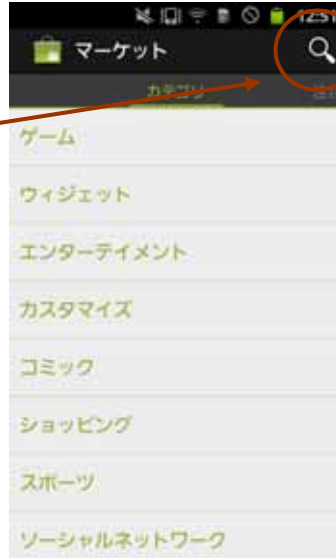 12:51
マーケット
カテゴリ
ゲーム
ウィジェット
エンターテイメント
カスタマイズ
コミック
ショッピング
スポーツ
ソーシャルネットワーク